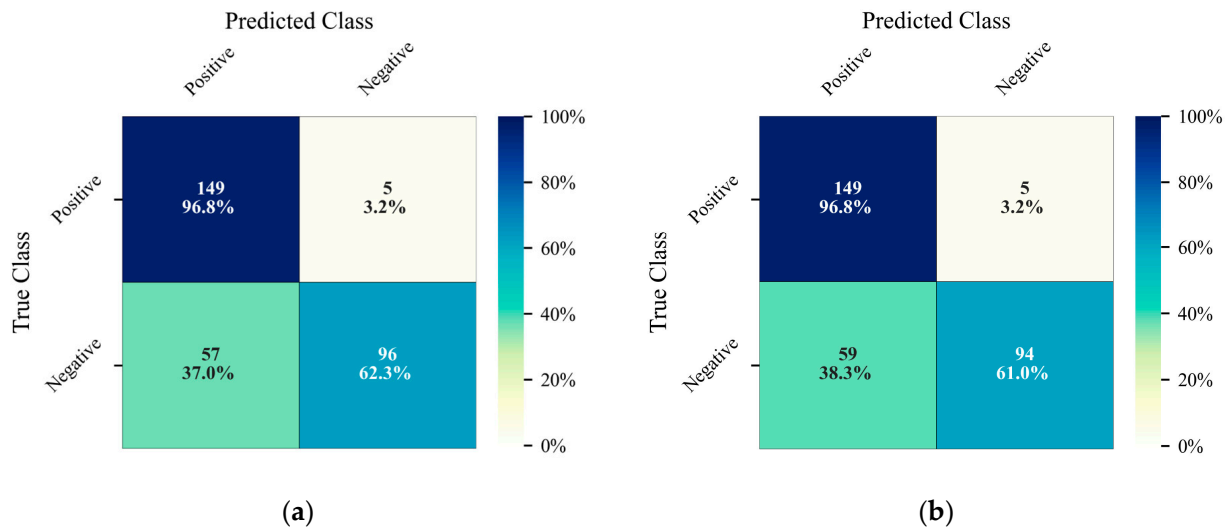 Predicted Class
Positive
Negative
True Class
Positive
Negative
149
96.8%
5
3.2%
57
37.0%
96
62.3%
100%
80%
60%
40%
20%
0%
(a)
Predicted Class
Positive
Negative
True Class
Positive
Negative
149
96.8%
5
3.2%
59
38.3%
94
61.0%
100%
80%
60%
40%
20%
0%
(b)